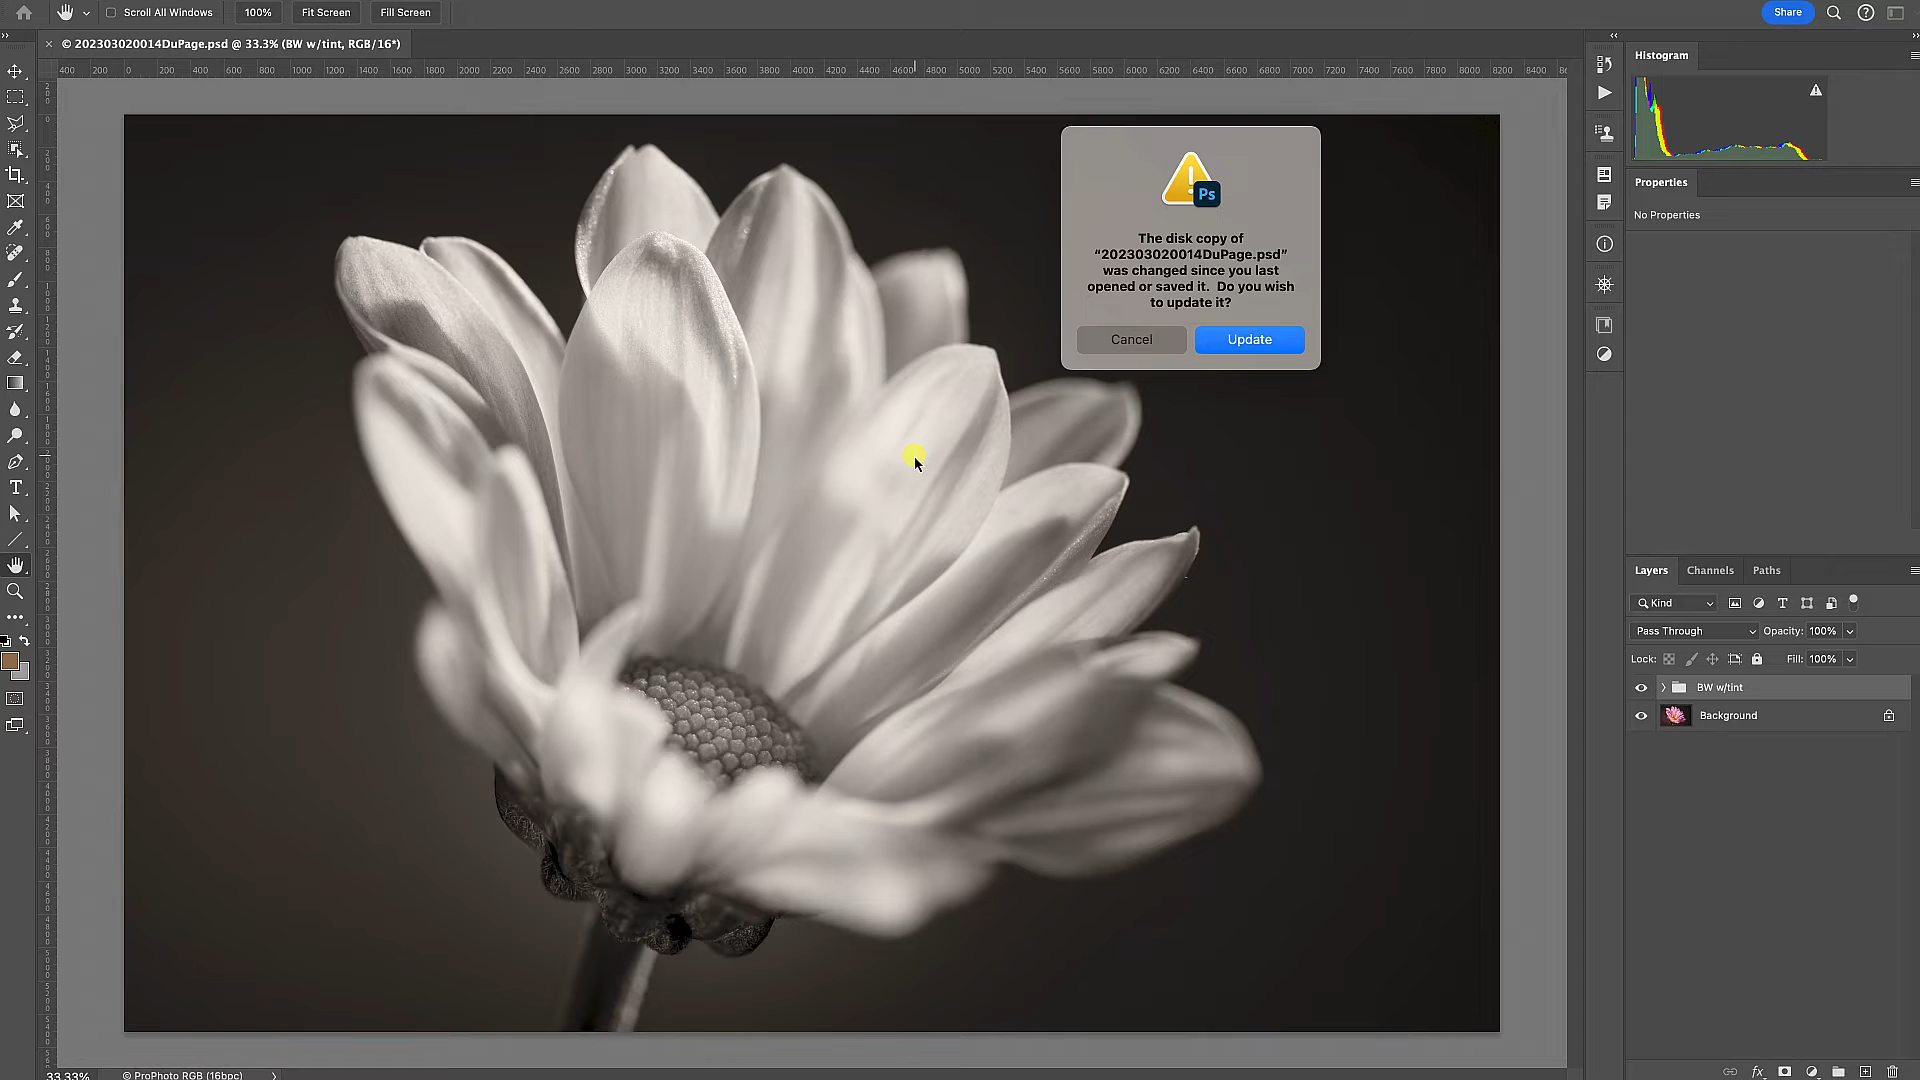 Scroll All Windows 100% Fit Screen Fill Screen Share
× © 202303020014DuPage.psd @ 33.3% (BW w/tint, RGB/16*)
400 200 0 200 400 600 800 1000 1200 1400 1600 1800 2000 2200 2400 2600 2800 3000 3200 3400 3600 3800 4000 4200 4400 4600 4800 5000 5200 5400 5600 5800 6000 6200 6400 6600 6800 7000 7200 7400 7600 7800 8000 8200 8400
Histogram
Ps
The disk copy of
“202303020014DuPage.psd”
was changed since you last
opened or saved it. Do you wish
to update it?
Cancel Update
Properties
No Properties
Layers Channels Paths
Kind
Pass Through Opacity: 100%
Lock: Fill: 100%
BW w/tint
Background
fx
33.33% © ProPhoto RGB (16bpc)